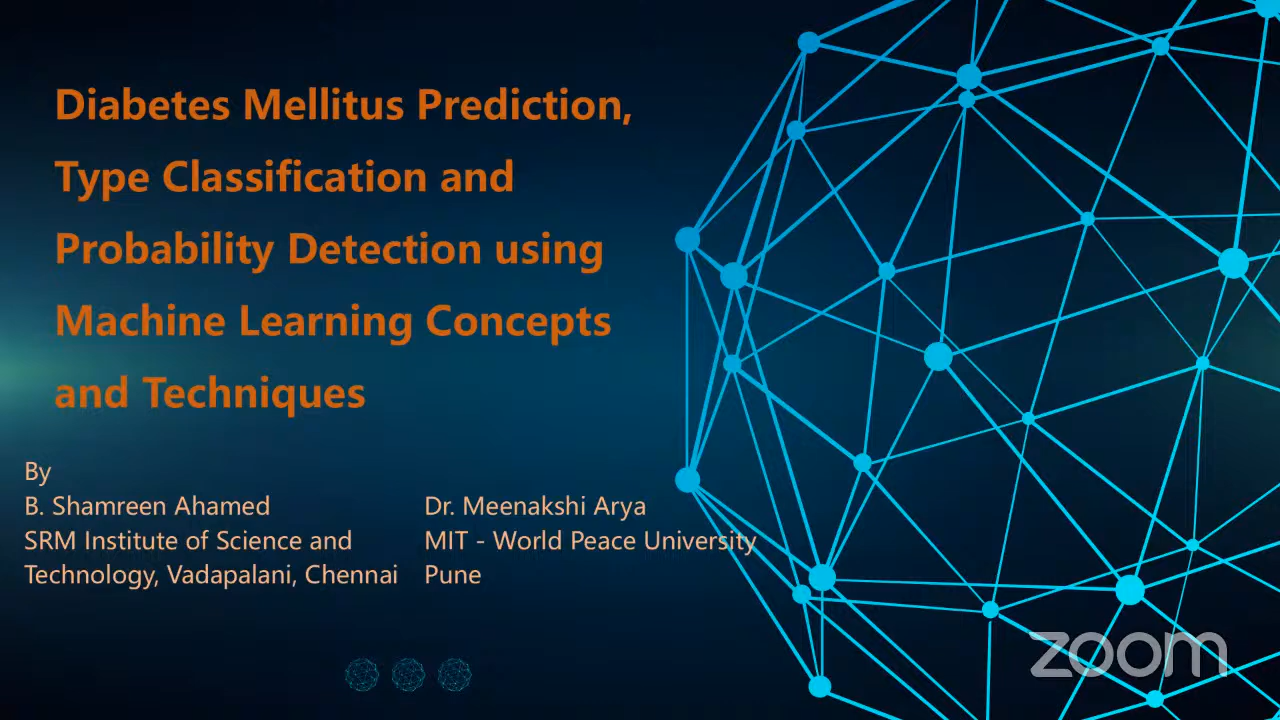 Diabetes Mellitus Prediction,
Type Classification and
Probability Detection using
Machine Learning Concepts
and Techniques
By
B. Shamreen Ahamed
SRM Institute of Science and
Technology, Vadapalani, Chennai
Dr. Meenakshi Arya
MIT - World Peace University
Pune
zoom